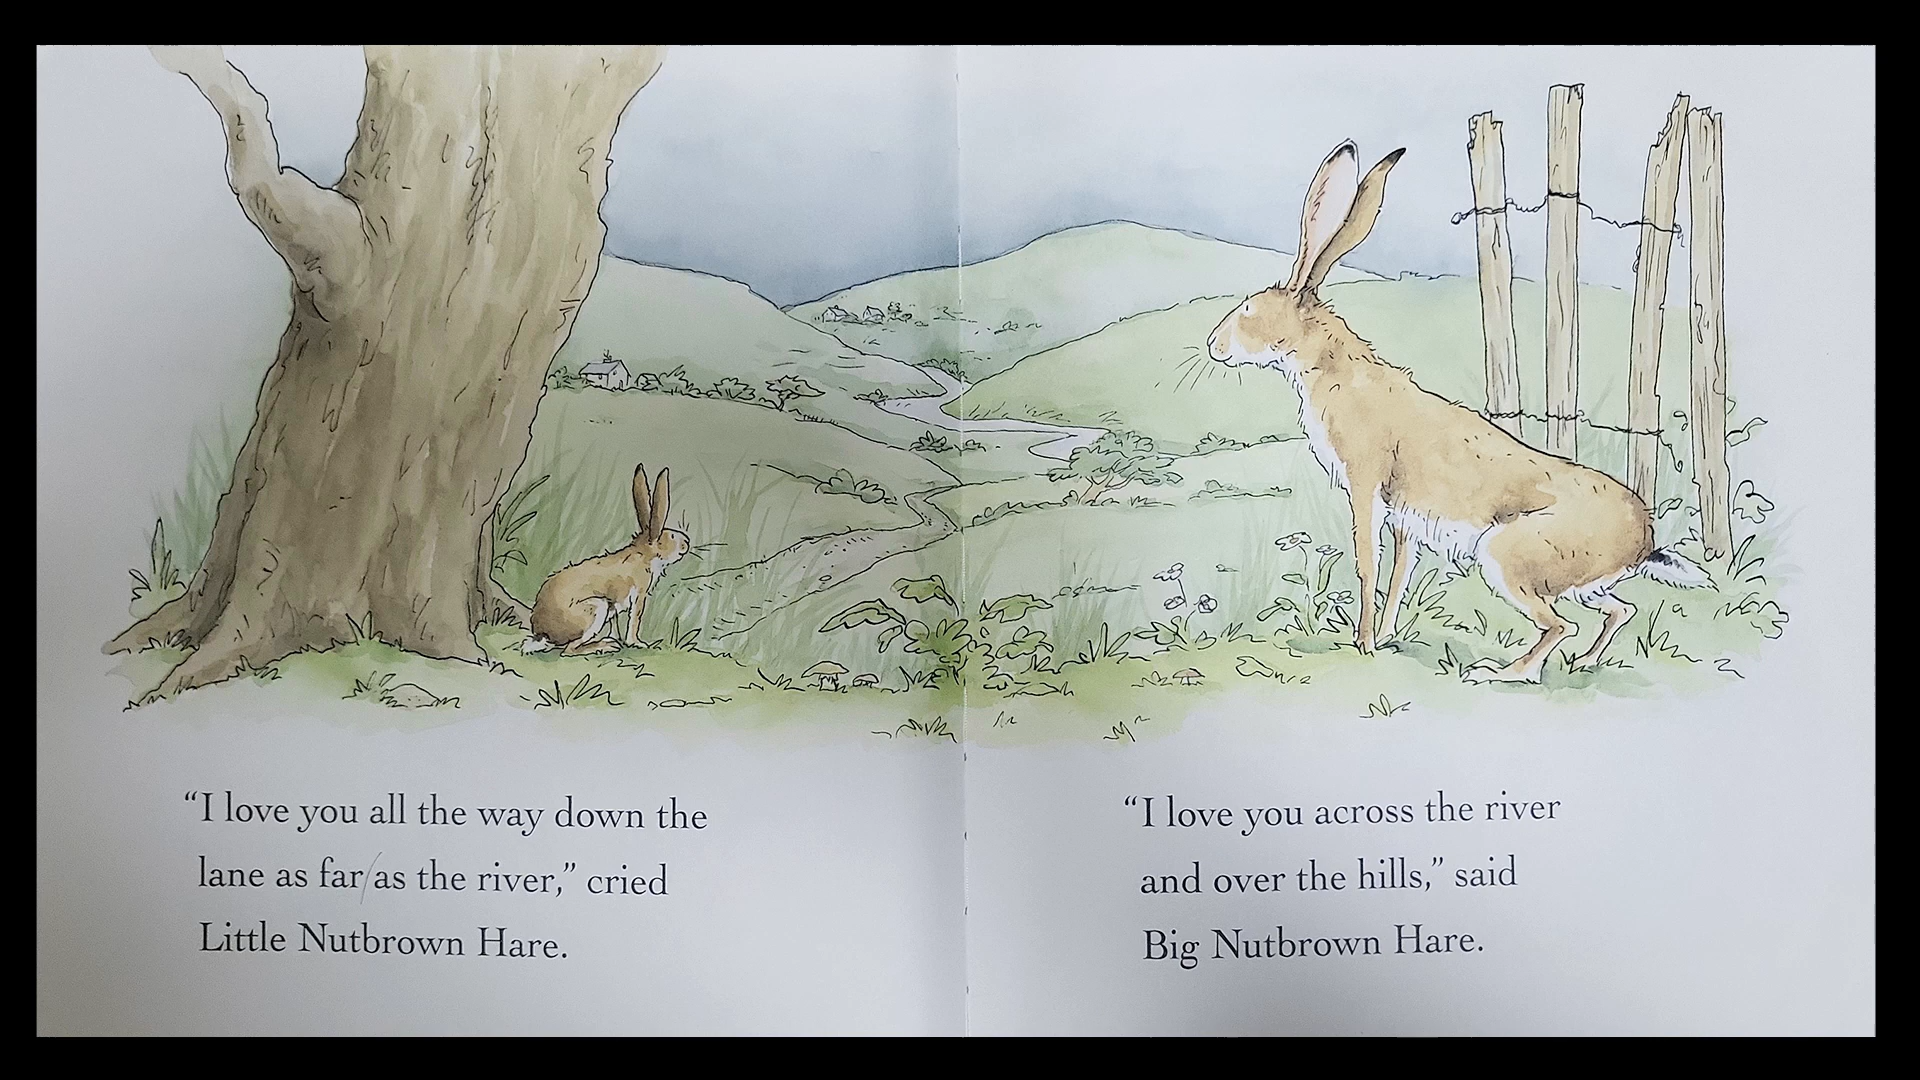 “I love you all the way down the
lane as far as the river,” cried
Little Nutbrown Hare.
“I love you across the river
and over the hills,” said
Big Nutbrown Hare.